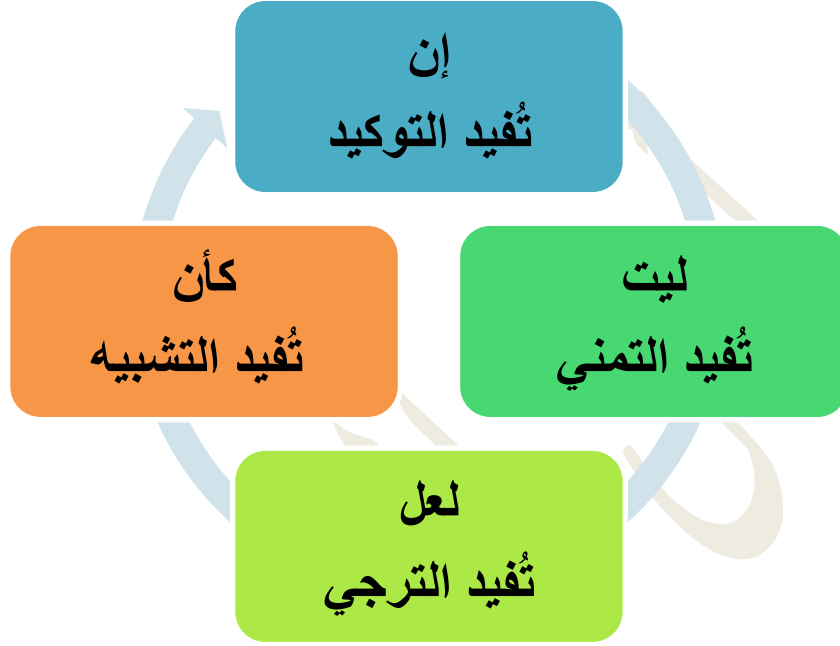 إن
تُفيد التوكيد
ليت
تُفيد التمني
كأن
تُفيد التشبيه
لعل
تُفيد الترجي